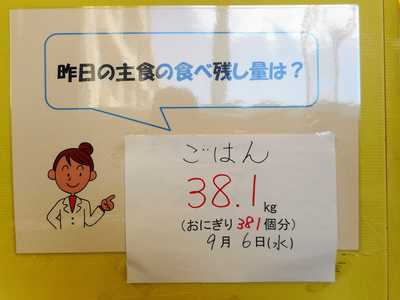 昨日の主食の食べ残し量は？
ごはん
38.1kg
(おにぎり381個分)
9月6日(水)